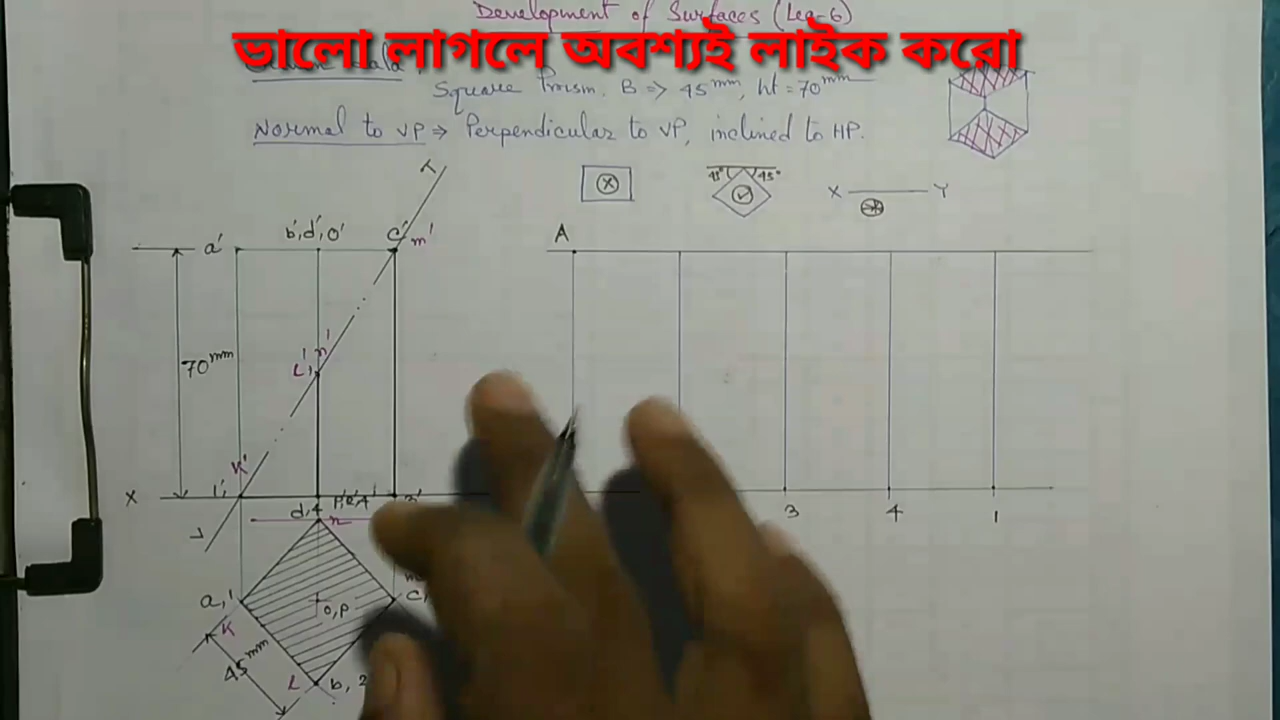 Development of Surfaces (Lec-6)
ভালো লাগলে অবশ্যই লাইক করো
Square Prism. B => 45mm, ht = 70mm
Normal to VP => Perpendicular to VP, inclined to HP.
45° 45°
X Y
T
a' b', d', o' c' m'
A
70mm
L', n'
K'
X 1',
3 4 1
d, 4 n
a, 1 o, p c,
K
45mm
L b, 2